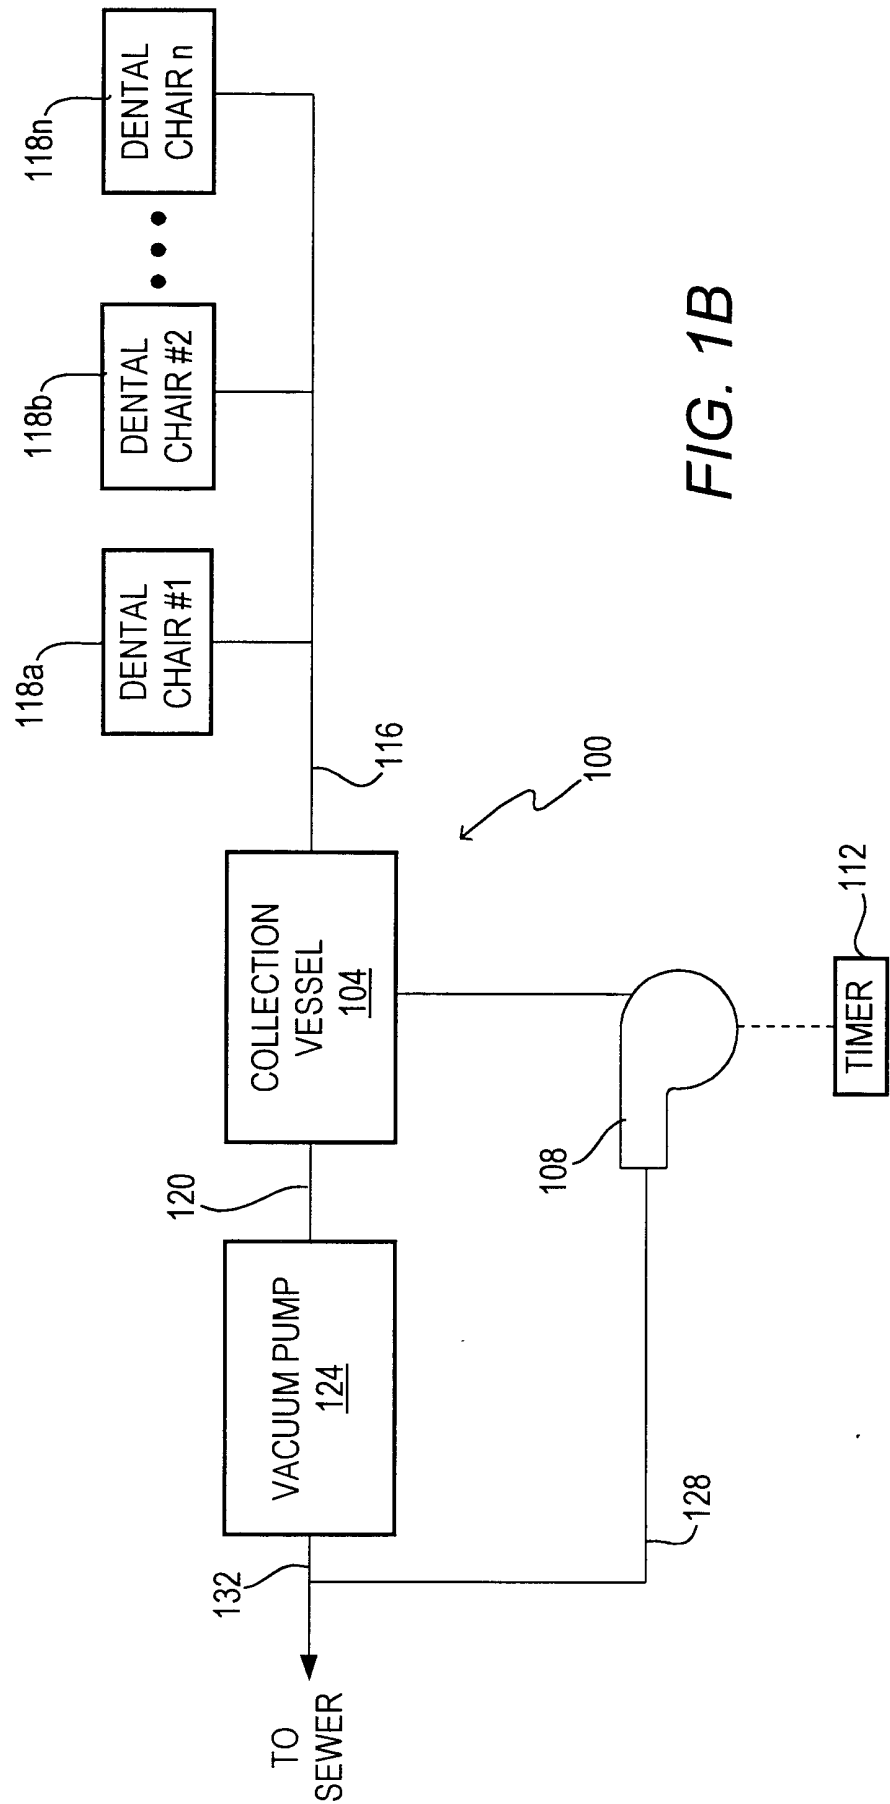 118a
118b
118n
DENTAL
CHAIR #1
DENTAL
CHAIR #2
DENTAL
CHAIR n
132
VACUUM PUMP
124
120
COLLECTION
VESSEL
104
116
TO
SEWER
100
128
108
TIMER
112
FIG. 1B